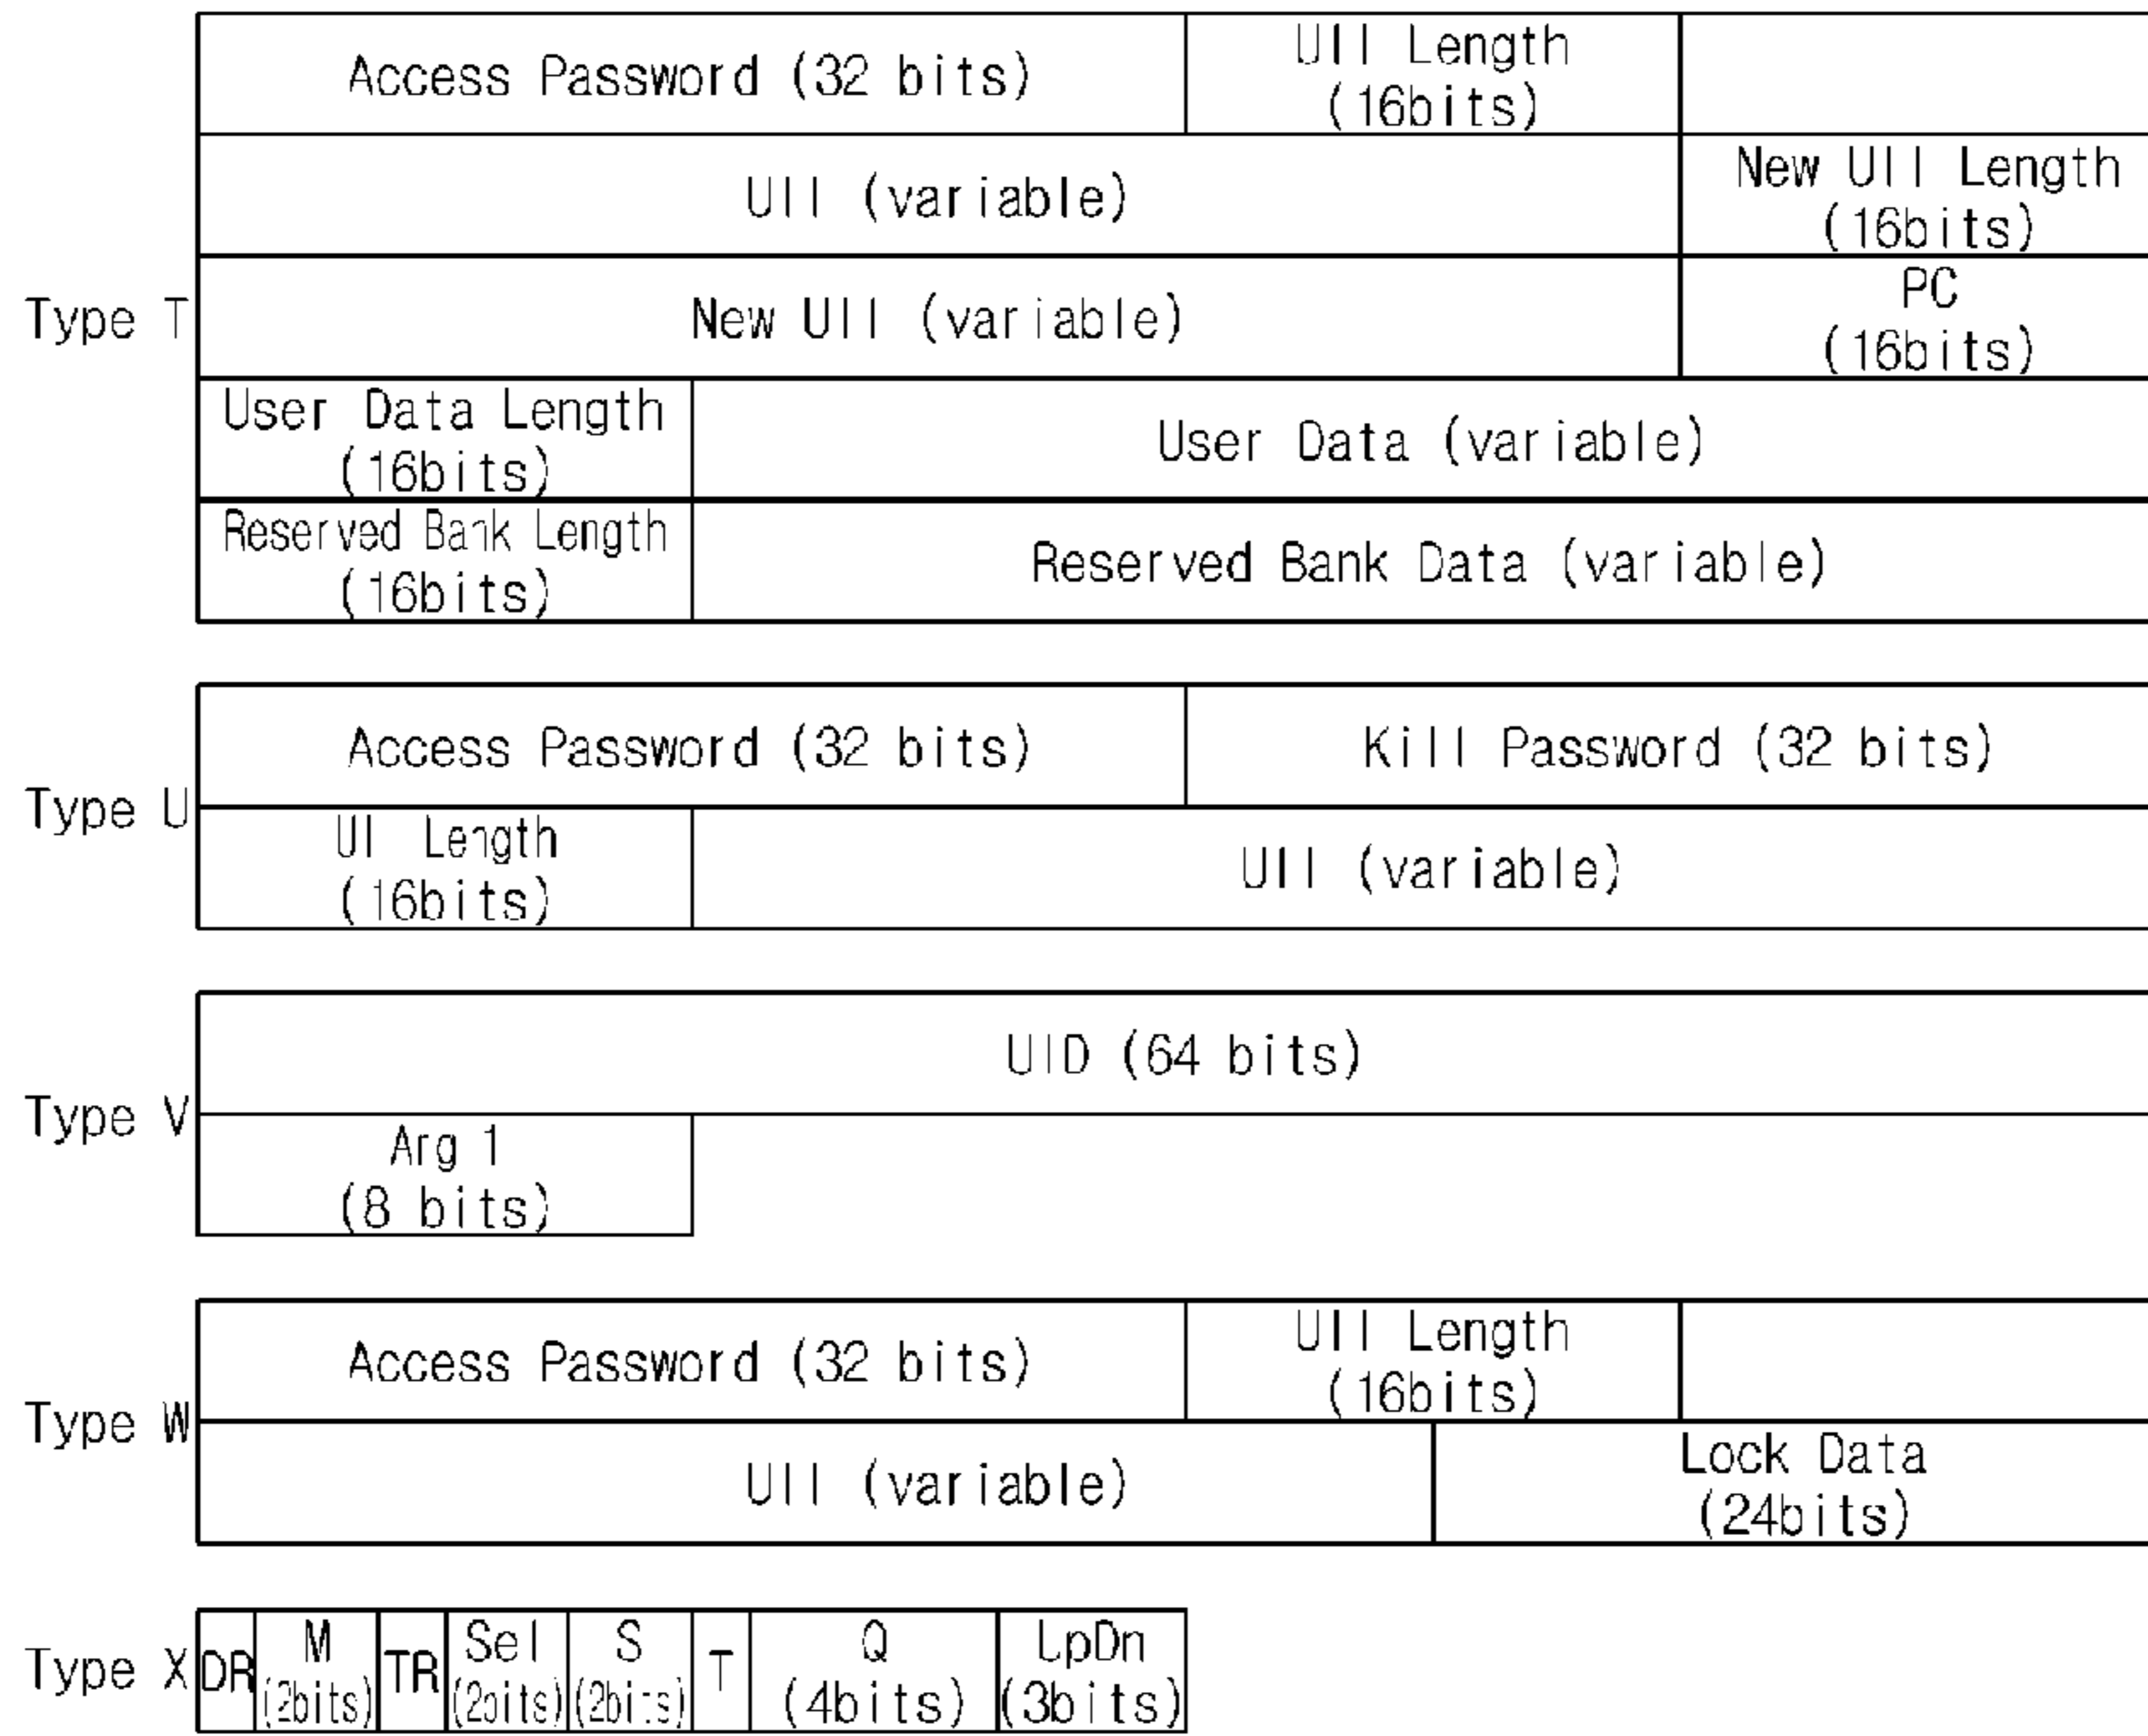 Access Password (32 bits)
UII Length
(16bits)
UII (variable)
New UII Length
(16bits)
Type T
New UII (variable)
PC
(16bits)
User Data Length
(16bits)
User Data (variable)
Reserved Bank Length
(16bits)
Reserved Bank Data (variable)
Type U
Access Password (32 bits)
Kill Password (32 bits)
UII Length
(16bits)
UII (variable)
Type V
UID (64 bits)
Arg 1
(8 bits)
Type W
Access Password (32 bits)
UII Length
(16bits)
UII (variable)
Lock Data
(24bits)
Type X
DR
M
(2bits)
TR
Sel
(2bits)
S
(2bits)
T
Q
(4bits)
LpDn
(3bits)